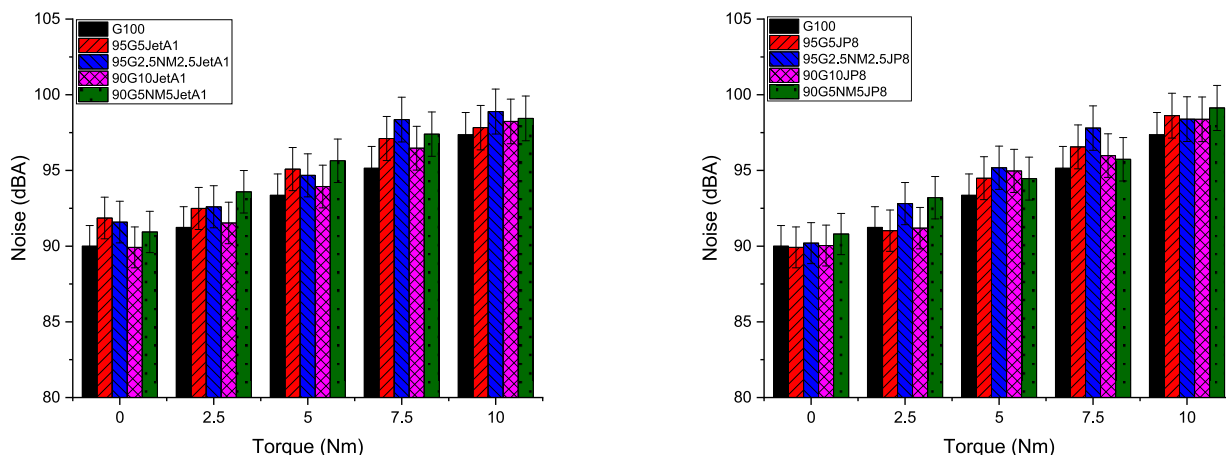 105
100
95
90
85
80
Noise (dBA)
G100
95G5JetA1
95G2.5NM2.5JetA1
90G10JetA1
90G5NM5JetA1
0 2.5 5 7.5 10
Torque (Nm)
105
100
95
90
85
80
Noise (dBA)
G100
95G5JP8
95G2.5NM2.5JP8
90G10JP8
90G5NM5JP8
0 2.5 5 7.5 10
Torque (Nm)